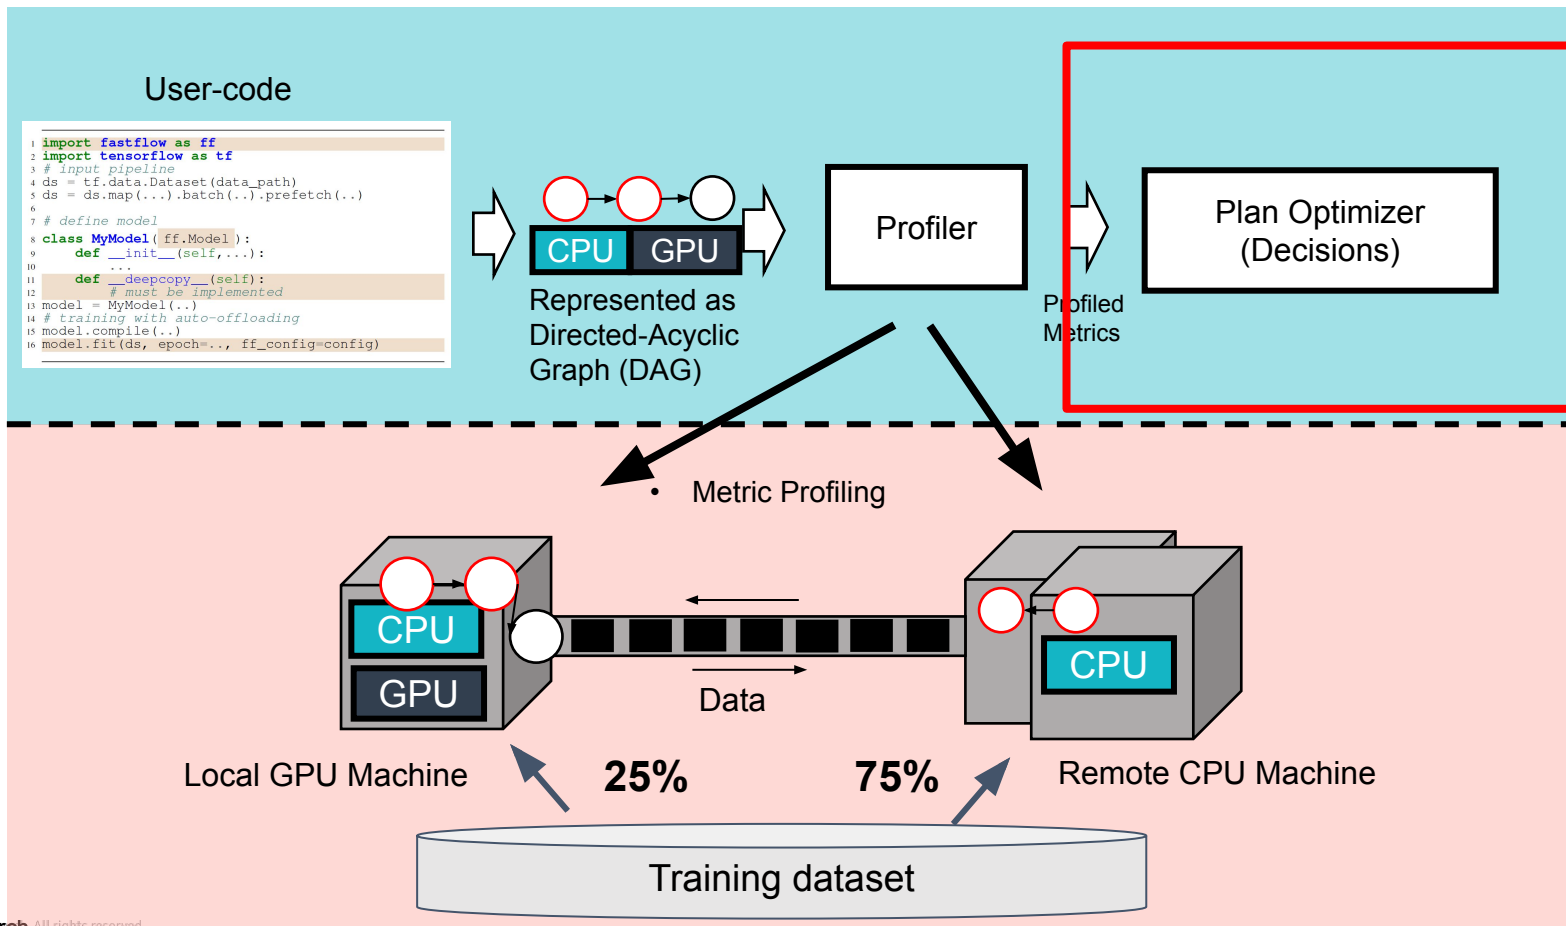 User-code
1 import fastflow as ff
2 import tensorflow as tf
3 # input pipeline
4 ds = tf.data.Dataset(data_path)
5 ds = ds.map(...).batch(..).prefetch(..)
6
7 # define model
8 class MyModel( ff.Model ):
9 def __init__(self,...):
10 ...
11 def __deepcopy__(self):
12 # must be implemented
13 model = MyModel(..)
14 # training with auto-offloading
15 model.compile(..)
16 model.fit(ds, epoch=.., ff_config=config)
CPU GPU
Represented as
Directed-Acyclic
Graph (DAG)
Profiler
Profiled
Metrics
Plan Optimizer
(Decisions)
• Metric Profiling
CPU
GPU
Data
CPU
Local GPU Machine
25%
75%
Remote CPU Machine
Training dataset
All rights reserved